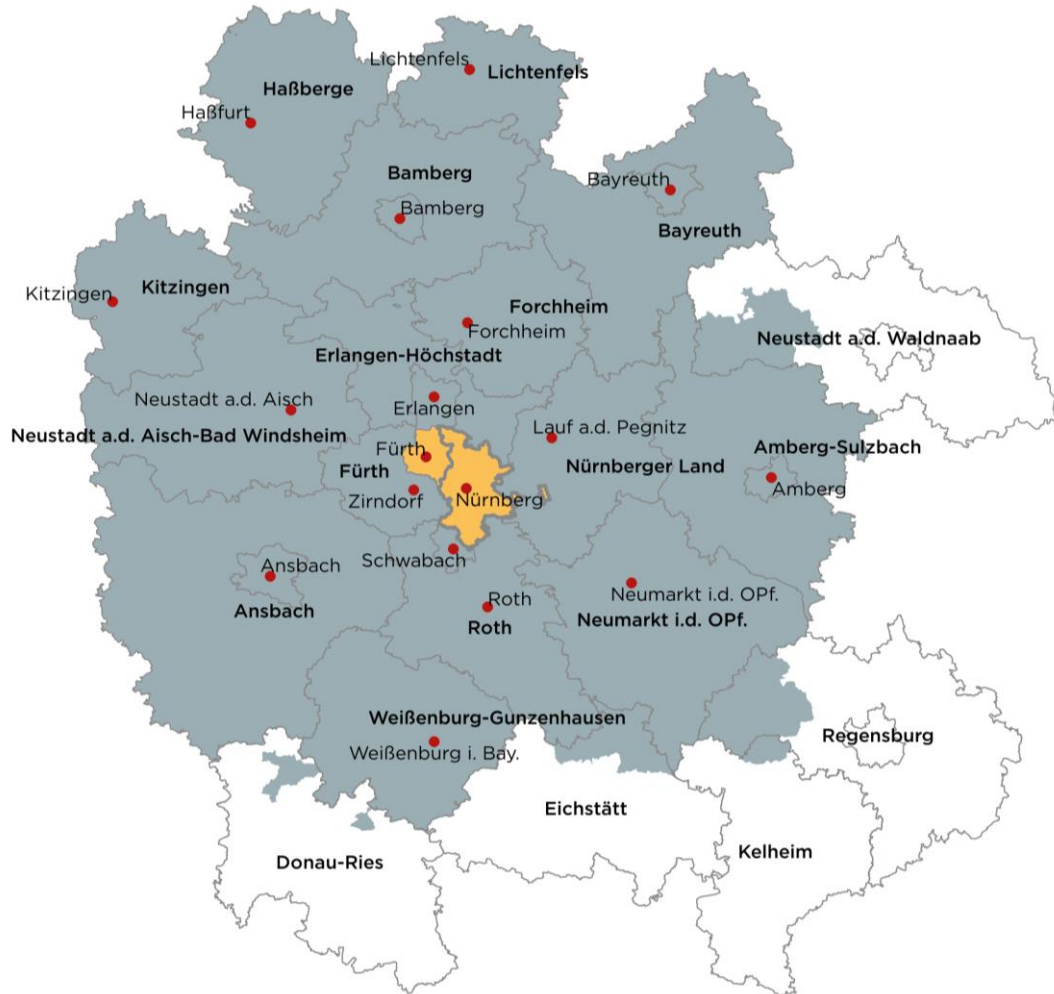 Lichtenfels
Lichtenfels
Haßberge
Haßfurt
Bamberg
Bayreuth
Bamberg
Bayreuth
Kitzingen
Kitzingen
Forchheim
Forchheim
Neustadt a.d. Waldnaab
Erlangen-Höchstadt
Neustadt a.d. Aisch
Erlangen
Neustadt a.d. Aisch-Bad Windsheim
Lauf a.d. Pegnitz
Amberg-Sulzbach
Fürth
Fürth
Nürnberger Land
Amberg
Zirndorf
Nürnberg
Schwabach
Ansbach
Ansbach
Roth
Roth
Neumarkt i.d. OPf.
Neumarkt i.d. OPf.
Weißenburg-Gunzenhausen
Weißenburg i. Bay.
Regensburg
Eichstätt
Kelheim
Donau-Ries